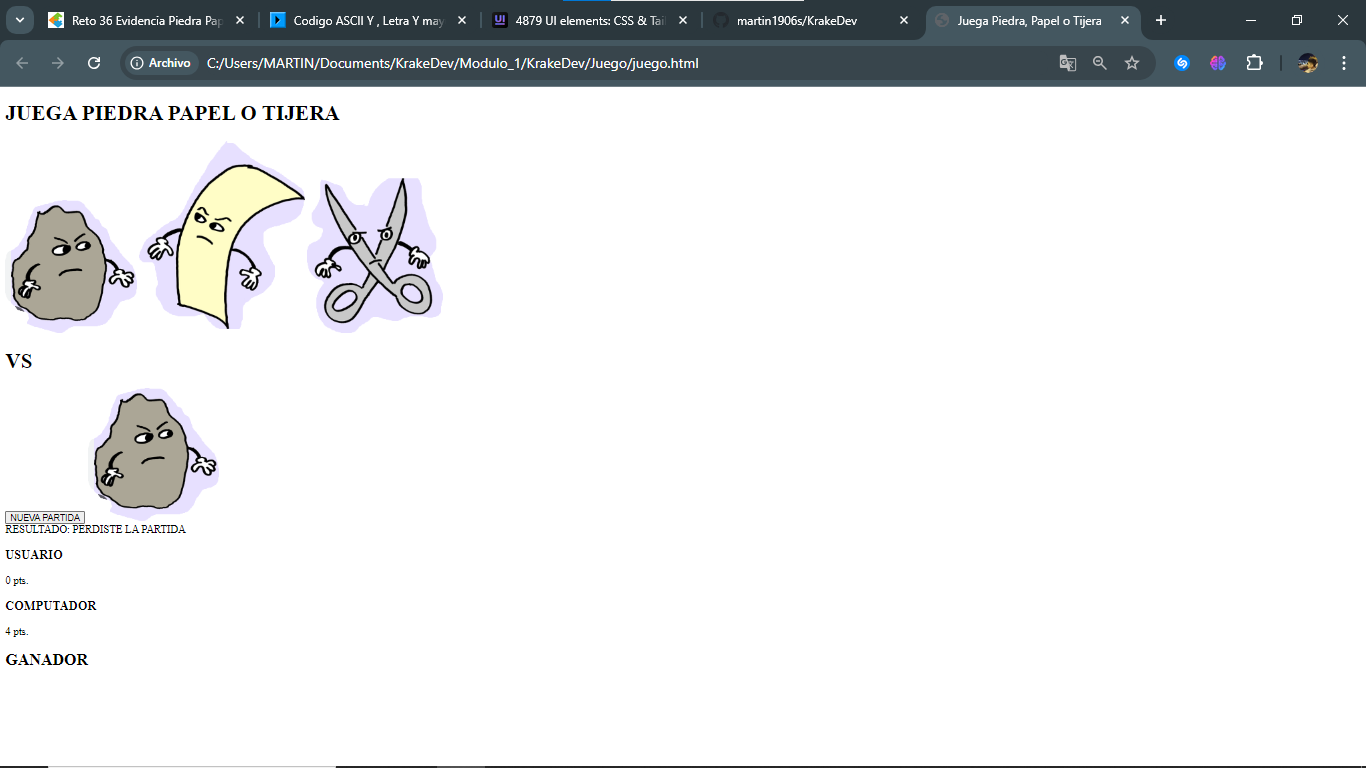 Reto 36 Evidencia Piedra Pap
Codigo ASCII Y , Letra Y may
4879 UI elements: CSS & Tail
martin1906s/KrakeDev
Juega Piedra, Papel o Tijera
Archivo
C:/Users/MARTIN/Documents/KrakeDev/Modulo_1/KrakeDev/Juego/juego.html
JUEGA PIEDRA PAPEL O TIJERA
VS
NUEVA PARTIDA
RESULTADO: PERDISTE LA PARTIDA
USUARIO
0 pts.
COMPUTADOR
4 pts.
GANADOR